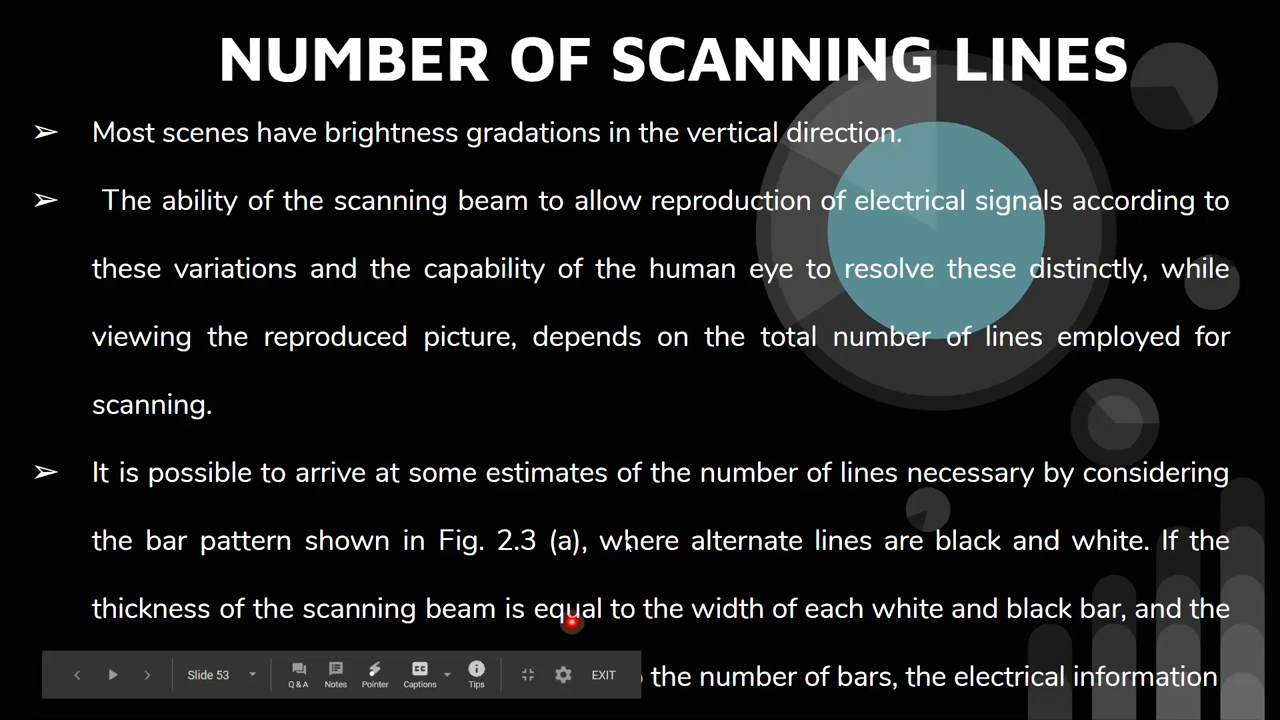 NUMBER OF SCANNING LINES
➢ Most scenes have brightness gradations in the vertical direction.
➢ The ability of the scanning beam to allow reproduction of electrical signals according to
these variations and the capability of the human eye to resolve these distinctly, while
viewing the reproduced picture, depends on the total number of lines employed for
scanning.
➢ It is possible to arrive at some estimates of the number of lines necessary by considering
the bar pattern shown in Fig. 2.3 (a), where alternate lines are black and white. If the
thickness of the scanning beam is equal to the width of each white and black bar, and the
the number of bars, the electrical information
Slide 53
Q & A
Notes
Pointer
CC
Captions
Tips
EXIT